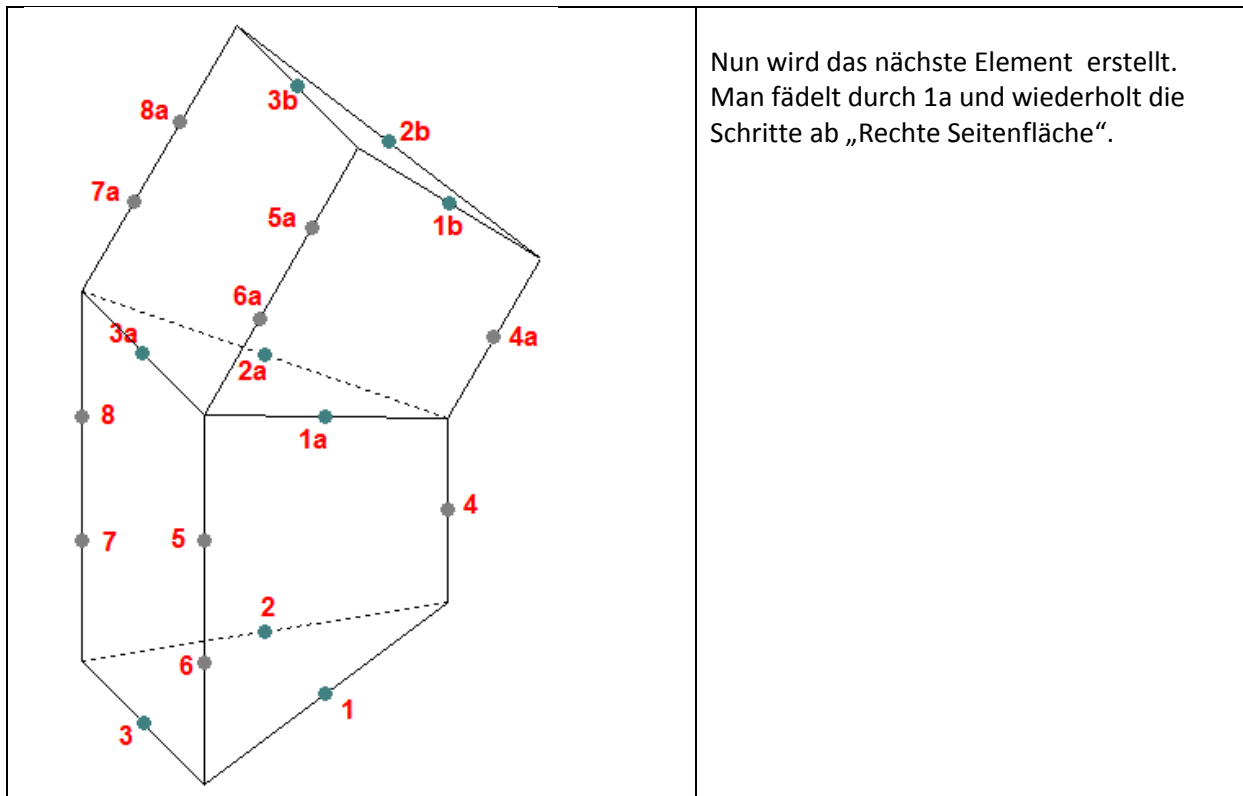 3b
8a
2b
7a
5a
1b
6a
3a
4a
2a
8
1a
4
7
5
2
6
1
3
Nun wird das nächste Element  erstellt.
Man fädelt durch 1a und wiederholt die
Schritte ab „Rechte Seitenfläche“.